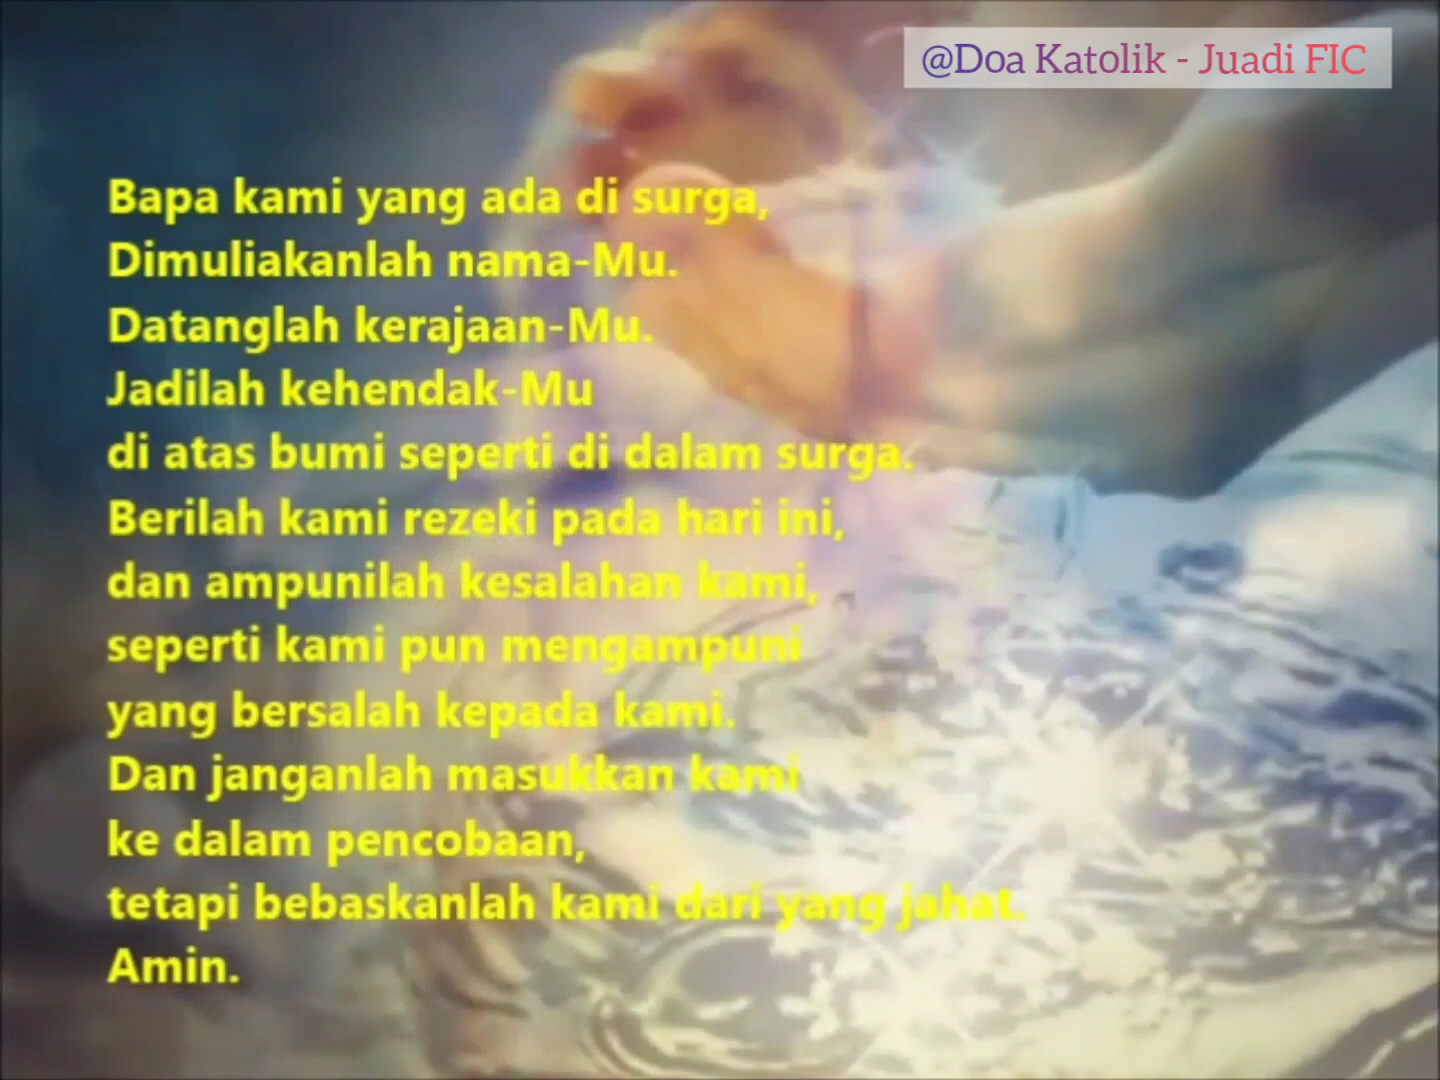 @Doa Katolik - Juadi FIC
Bapa kami yang ada di surga,
Dimuliakanlah nama-Mu.
Datanglah kerajaan-Mu.
Jadilah kehendak-Mu
di atas bumi seperti di dalam surga.
Berilah kami rezeki pada hari ini,
dan ampunilah kesalahan kami,
seperti kami pun mengampuni
yang bersalah kepada kami.
Dan janganlah masukkan kami
ke dalam pencobaan,
tetapi bebaskanlah kami dari yang jahat.
Amin.